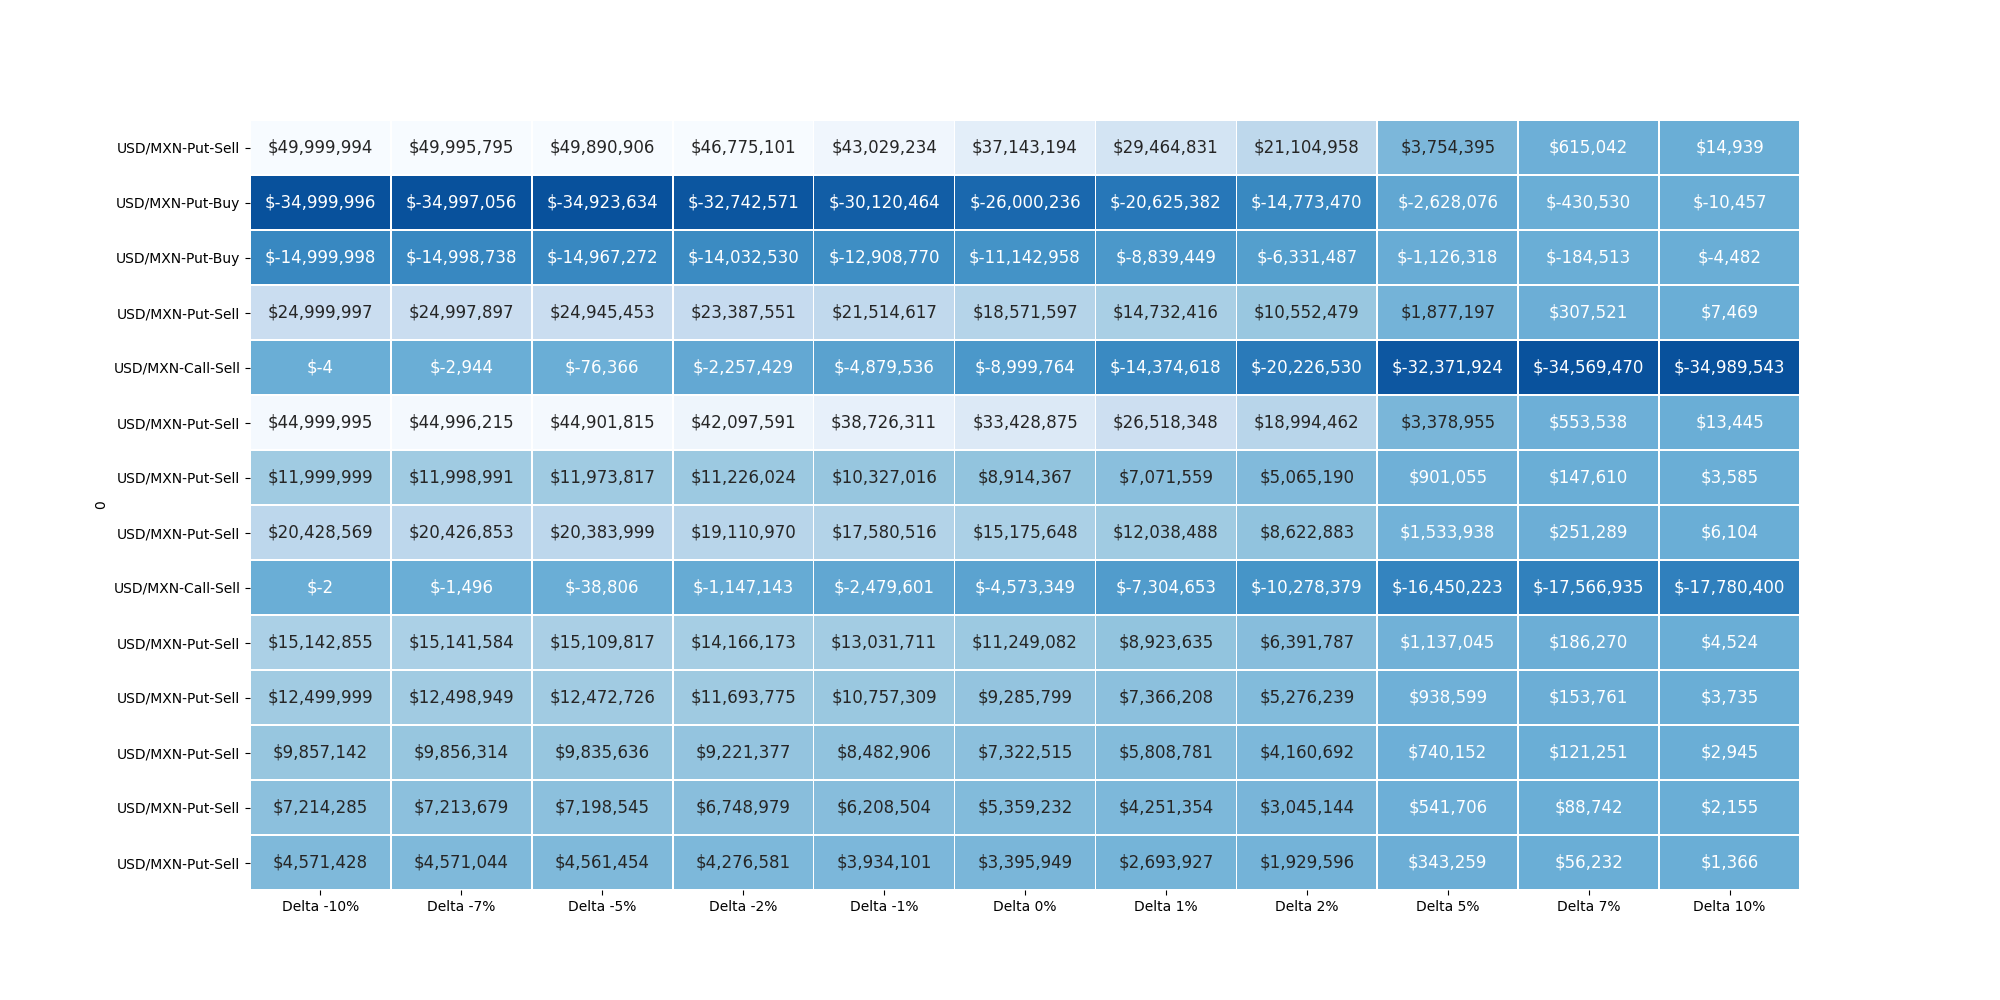 USD/MXN-Put-Sell $49,999,994 $49,995,795 $49,890,906 $46,775,101 $43,029,234 $37,143,194 $29,464,831 $21,104,958 $3,754,395 $615,042 $14,939
USD/MXN-Put-Buy $-34,999,996 $-34,997,056 $-34,923,634 $-32,742,571 $-30,120,464 $-26,000,236 $-20,625,382 $-14,773,470 $-2,628,076 $-430,530 $-10,457
USD/MXN-Put-Buy $-14,999,998 $-14,998,738 $-14,967,272 $-14,032,530 $-12,908,770 $-11,142,958 $-8,839,449 $-6,331,487 $-1,126,318 $-184,513 $-4,482
USD/MXN-Put-Sell $24,999,997 $24,997,897 $24,945,453 $23,387,551 $21,514,617 $18,571,597 $14,732,416 $10,552,479 $1,877,197 $307,521 $7,469
USD/MXN-Call-Sell $-4 $-2,944 $-76,366 $-2,257,429 $-4,879,536 $-8,999,764 $-14,374,618 $-20,226,530 $-32,371,924 $-34,569,470 $-34,989,543
USD/MXN-Put-Sell $44,999,995 $44,996,215 $44,901,815 $42,097,591 $38,726,311 $33,428,875 $26,518,348 $18,994,462 $3,378,955 $553,538 $13,445
USD/MXN-Put-Sell $11,999,999 $11,998,991 $11,973,817 $11,226,024 $10,327,016 $8,914,367 $7,071,559 $5,065,190 $901,055 $147,610 $3,585
0
USD/MXN-Put-Sell $20,428,569 $20,426,853 $20,383,999 $19,110,970 $17,580,516 $15,175,648 $12,038,488 $8,622,883 $1,533,938 $251,289 $6,104
USD/MXN-Call-Sell $-2 $-1,496 $-38,806 $-1,147,143 $-2,479,601 $-4,573,349 $-7,304,653 $-10,278,379 $-16,450,223 $-17,566,935 $-17,780,400
USD/MXN-Put-Sell $15,142,855 $15,141,584 $15,109,817 $14,166,173 $13,031,711 $11,249,082 $8,923,635 $6,391,787 $1,137,045 $186,270 $4,524
USD/MXN-Put-Sell $12,499,999 $12,498,949 $12,472,726 $11,693,775 $10,757,309 $9,285,799 $7,366,208 $5,276,239 $938,599 $153,761 $3,735
USD/MXN-Put-Sell $9,857,142 $9,856,314 $9,835,636 $9,221,377 $8,482,906 $7,322,515 $5,808,781 $4,160,692 $740,152 $121,251 $2,945
USD/MXN-Put-Sell $7,214,285 $7,213,679 $7,198,545 $6,748,979 $6,208,504 $5,359,232 $4,251,354 $3,045,144 $541,706 $88,742 $2,155
USD/MXN-Put-Sell $4,571,428 $4,571,044 $4,561,454 $4,276,581 $3,934,101 $3,395,949 $2,693,927 $1,929,596 $343,259 $56,232 $1,366
Delta -10% Delta -7% Delta -5% Delta -2% Delta -1% Delta 0% Delta 1% Delta 2% Delta 5% Delta 7% Delta 10%